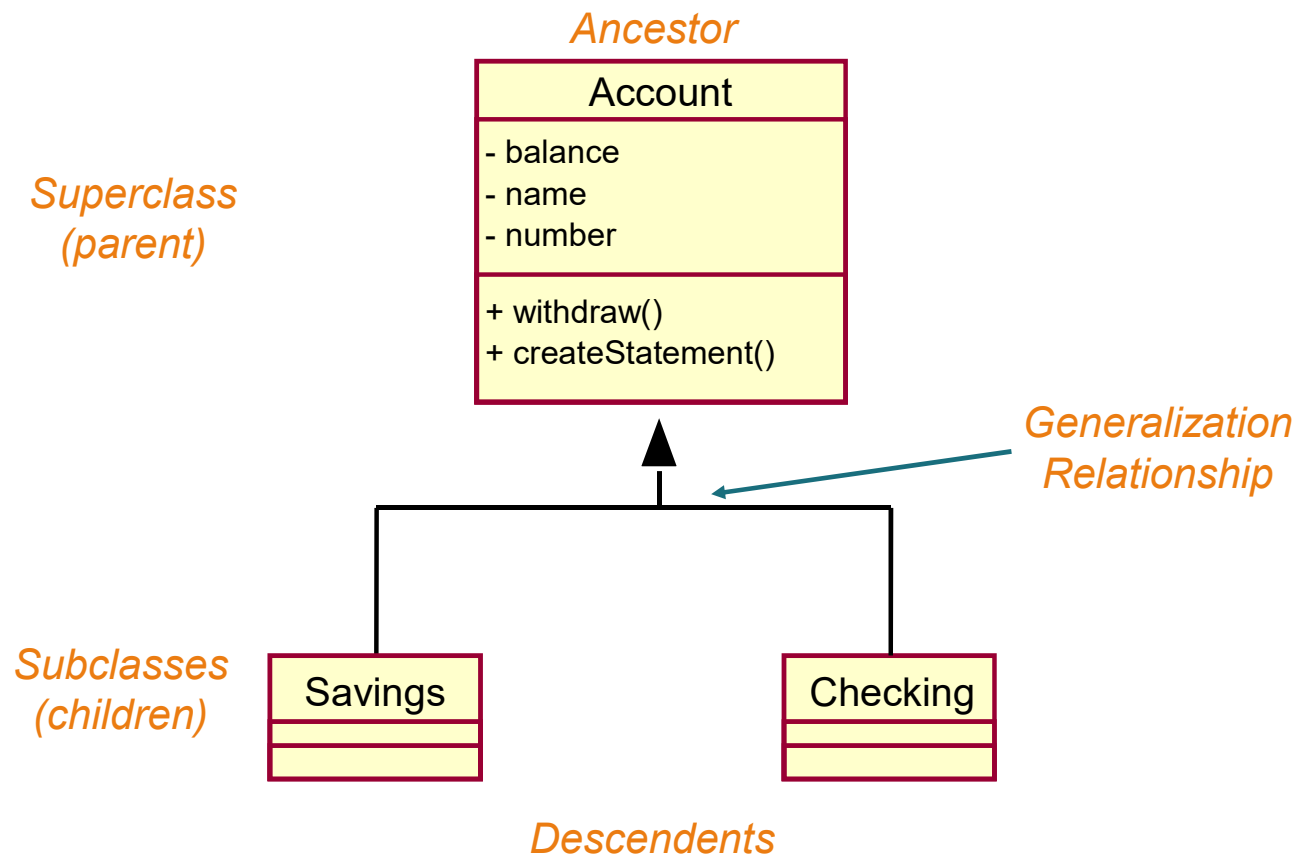 Ancestor
Account
- balance
- name
- number
Superclass
(parent)
+ withdraw()
+ createStatement()
Generalization
Relationship
Subclasses
(children)
Savings
Checking
Descendents